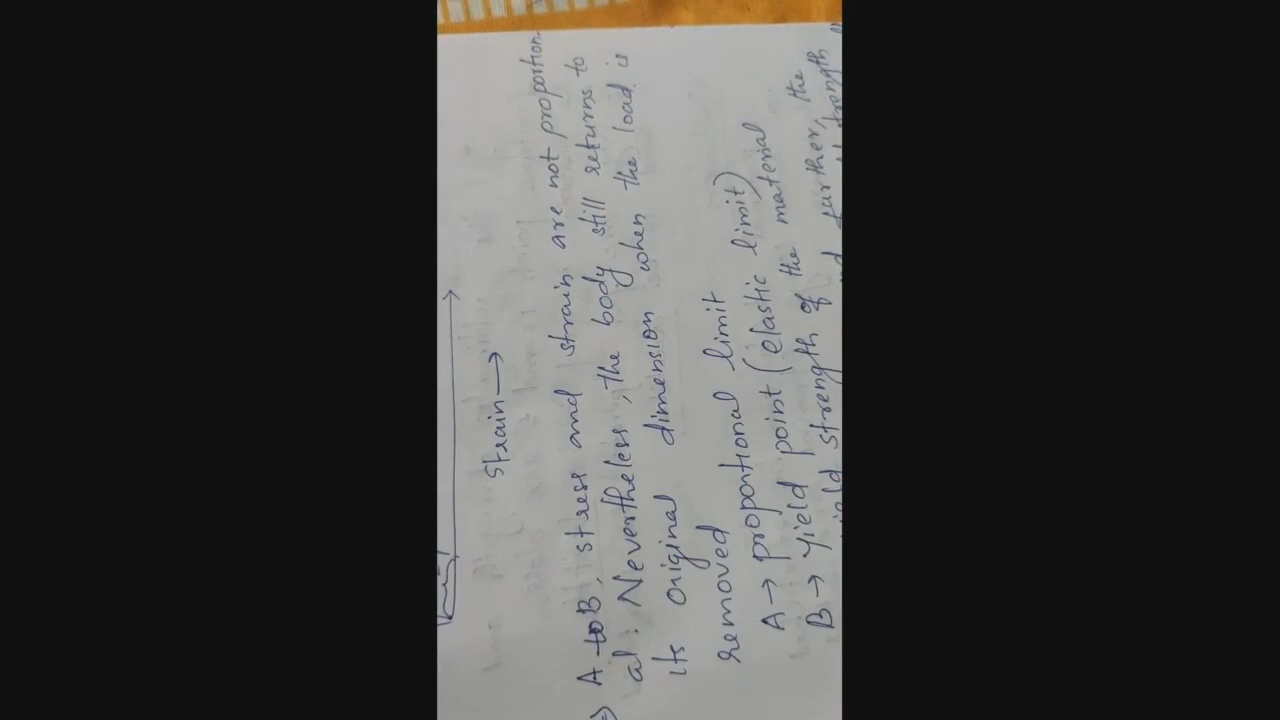 Strain →
⇒ A to B, stress and strain are not proportion-
al. Nevertheless, the body still returns to
its original dimension when the load is
removed
A → proportional limit
B → Yield point (elastic limit)
yield strength of the material
further, the